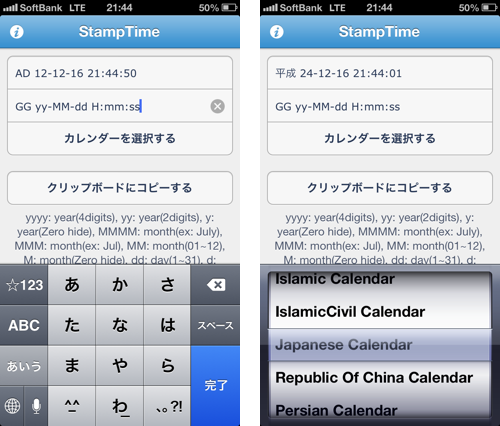 SoftBank LTE 21:44 50%
StampTime
AD 12-12-16 21:44:50
GG yy-MM-dd H:mm:ss
カレンダーを選択する
クリップボードにコピーする
yyyy: year(4digits), yy: year(2digits), y:
year(Zero hide), MMMM: month(ex: July),
MMM: month(ex: Jul), MM: month(01~12),
M: month(Zero hide), dd: day(1~31), d:
☆123 あ か さ
ABC た な は スペース
あいう ま や ら 完了
^^ わ 、。?!
SoftBank LTE 21:44 50%
StampTime
平成 24-12-16 21:44:01
GG yy-MM-dd H:mm:ss
カレンダーを選択する
クリップボードにコピーする
yyyy: year(4digits), yy: year(2digits), y:
year(Zero hide), MMMM: month(ex: July),
MMM: month(ex: Jul), MM: month(01~12),
M: month(Zero hide), dd: day(1~31), d:
Islamic Calendar
IslamicCivil Calendar
Japanese Calendar
Republic Of China Calendar
Persian Calendar